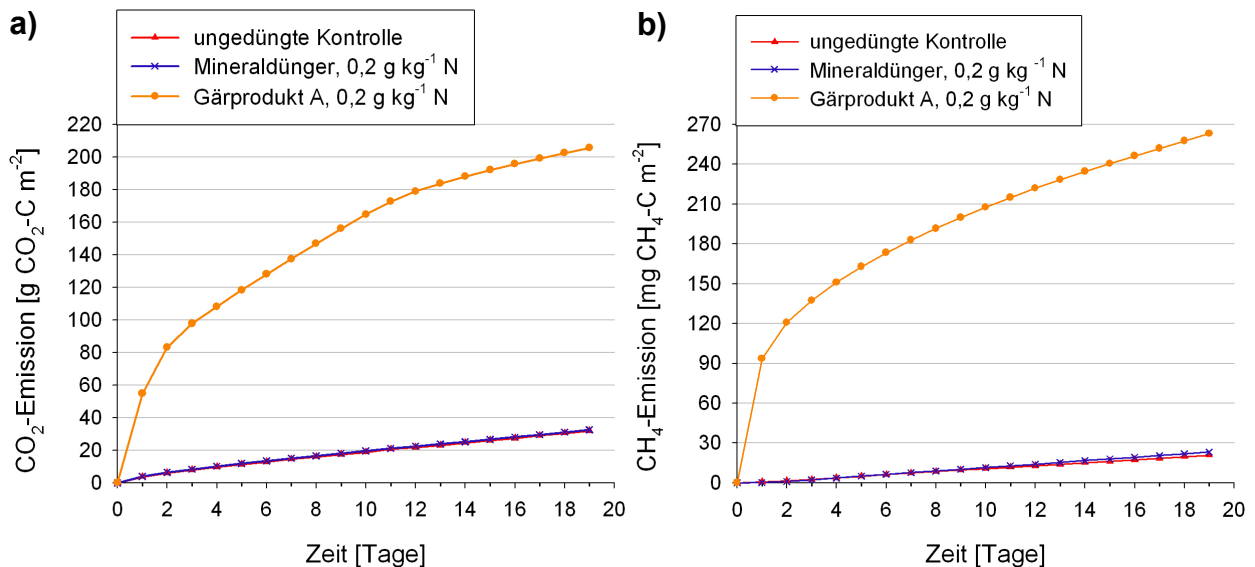 a)
ungedüngte Kontrolle
Mineraldünger, 0,2 g kg⁻¹ N
Gärprodukt A, 0,2 g kg⁻¹ N
220
200
180
160
140
120
100
80
60
40
20
0
CO₂-Emission [g CO₂-C m⁻²]
0 2 4 6 8 10 12 14 16 18 20
Zeit [Tage]
b)
ungedüngte Kontrolle
Mineraldünger, 0,2 g kg⁻¹ N
Gärprodukt A, 0,2 g kg⁻¹ N
270
240
210
180
150
120
90
60
30
0
CH₄-Emission [mg CH₄-C m⁻²]
0 2 4 6 8 10 12 14 16 18 20
Zeit [Tage]